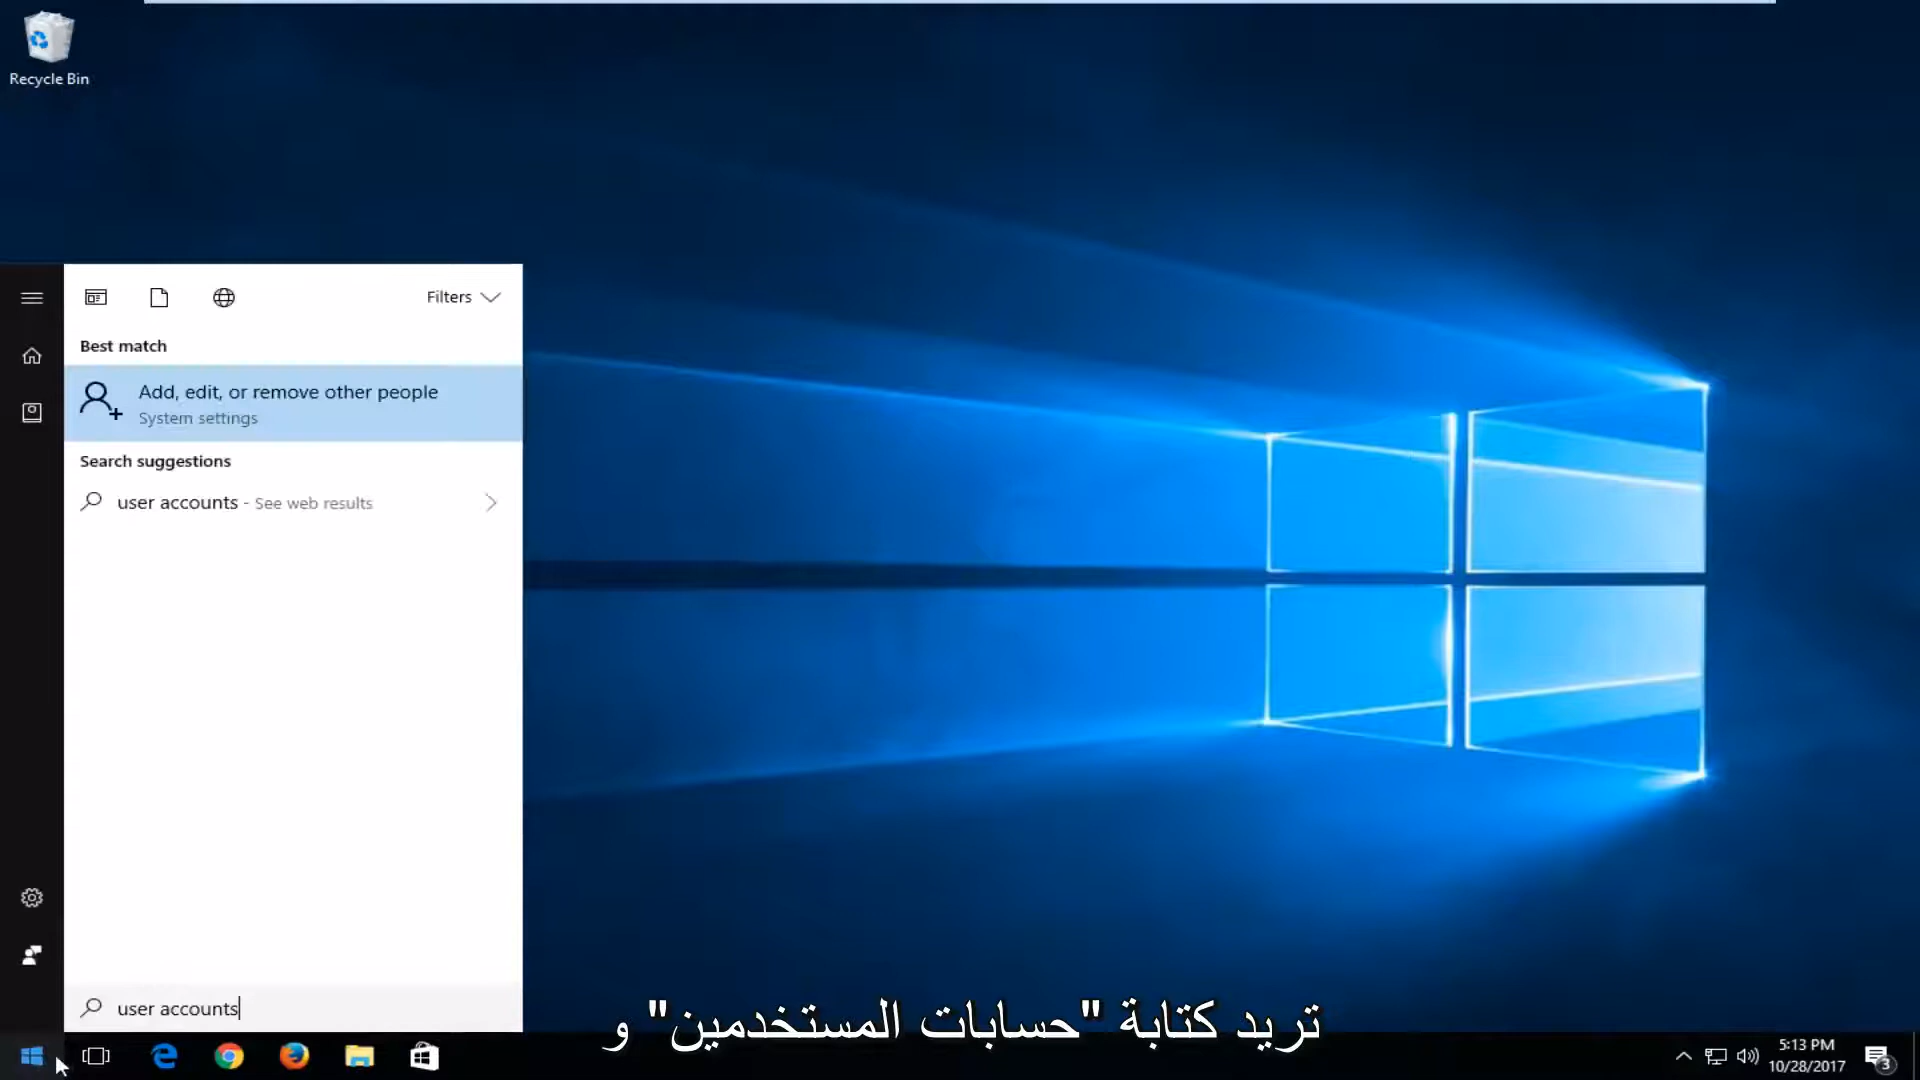 Recycle Bin
Filters
Best match
Add, edit, or remove other people
System settings
Search suggestions
user accounts - See web results
user accounts
تريد كتابة "حسابات المستخدمين" و
5:13 PM
10/28/2017
3